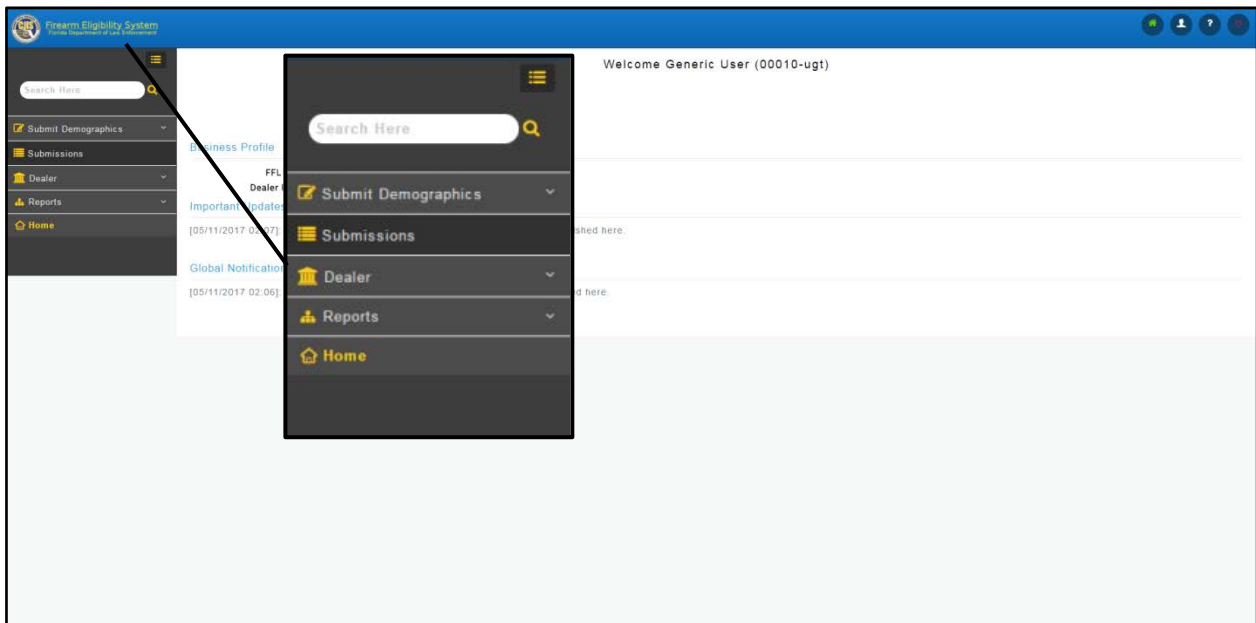 CJIS
Firearm Eligibility System
Florida Department of Law Enforcement
?
Search Here
Submit Demographics
Submissions
Dealer
Reports
Home
Welcome Generic User (00010-ugt)
Business Profile
FFL
Dealer
Important Updates
[05/11/2017 02:07]: shed here.
Global Notification
[05/11/2017 02:06]: d here.
Search Here
Submit Demographics
Submissions
Dealer
Reports
Home